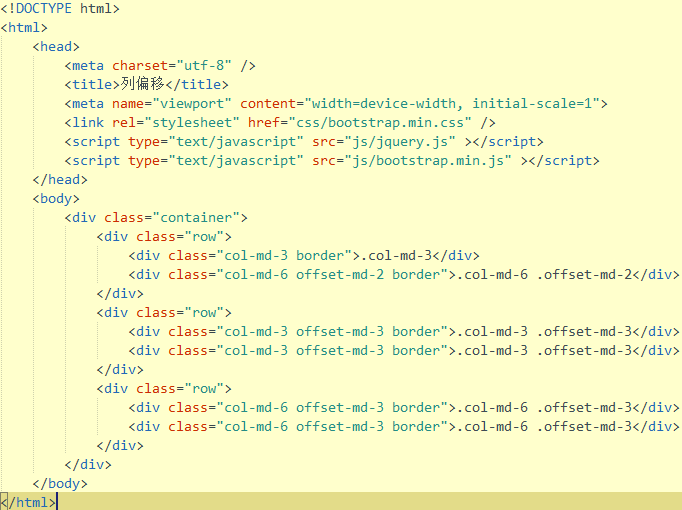 <!DOCTYPE html>
<html>
    <head>
        <meta charset="utf-8" />
        <title>列偏移</title>
        <meta name="viewport" content="width=device-width, initial-scale=1">
        <link rel="stylesheet" href="css/bootstrap.min.css" />
        <script type="text/javascript" src="js/jquery.js" ></script>
        <script type="text/javascript" src="js/bootstrap.min.js" ></script>
    </head>
    <body>
        <div class="container">
            <div class="row">
                <div class="col-md-3 border">.col-md-3</div>
                <div class="col-md-6 offset-md-2 border">.col-md-6 .offset-md-2</div>
            </div>
            <div class="row">
                <div class="col-md-3 offset-md-3 border">.col-md-3 .offset-md-3</div>
                <div class="col-md-3 offset-md-3 border">.col-md-3 .offset-md-3</div>
            </div>
            <div class="row">
                <div class="col-md-6 offset-md-3 border">.col-md-6 .offset-md-3</div>
                <div class="col-md-6 offset-md-3 border">.col-md-6 .offset-md-3</div>
            </div>
        </div>
    </body>
</html>